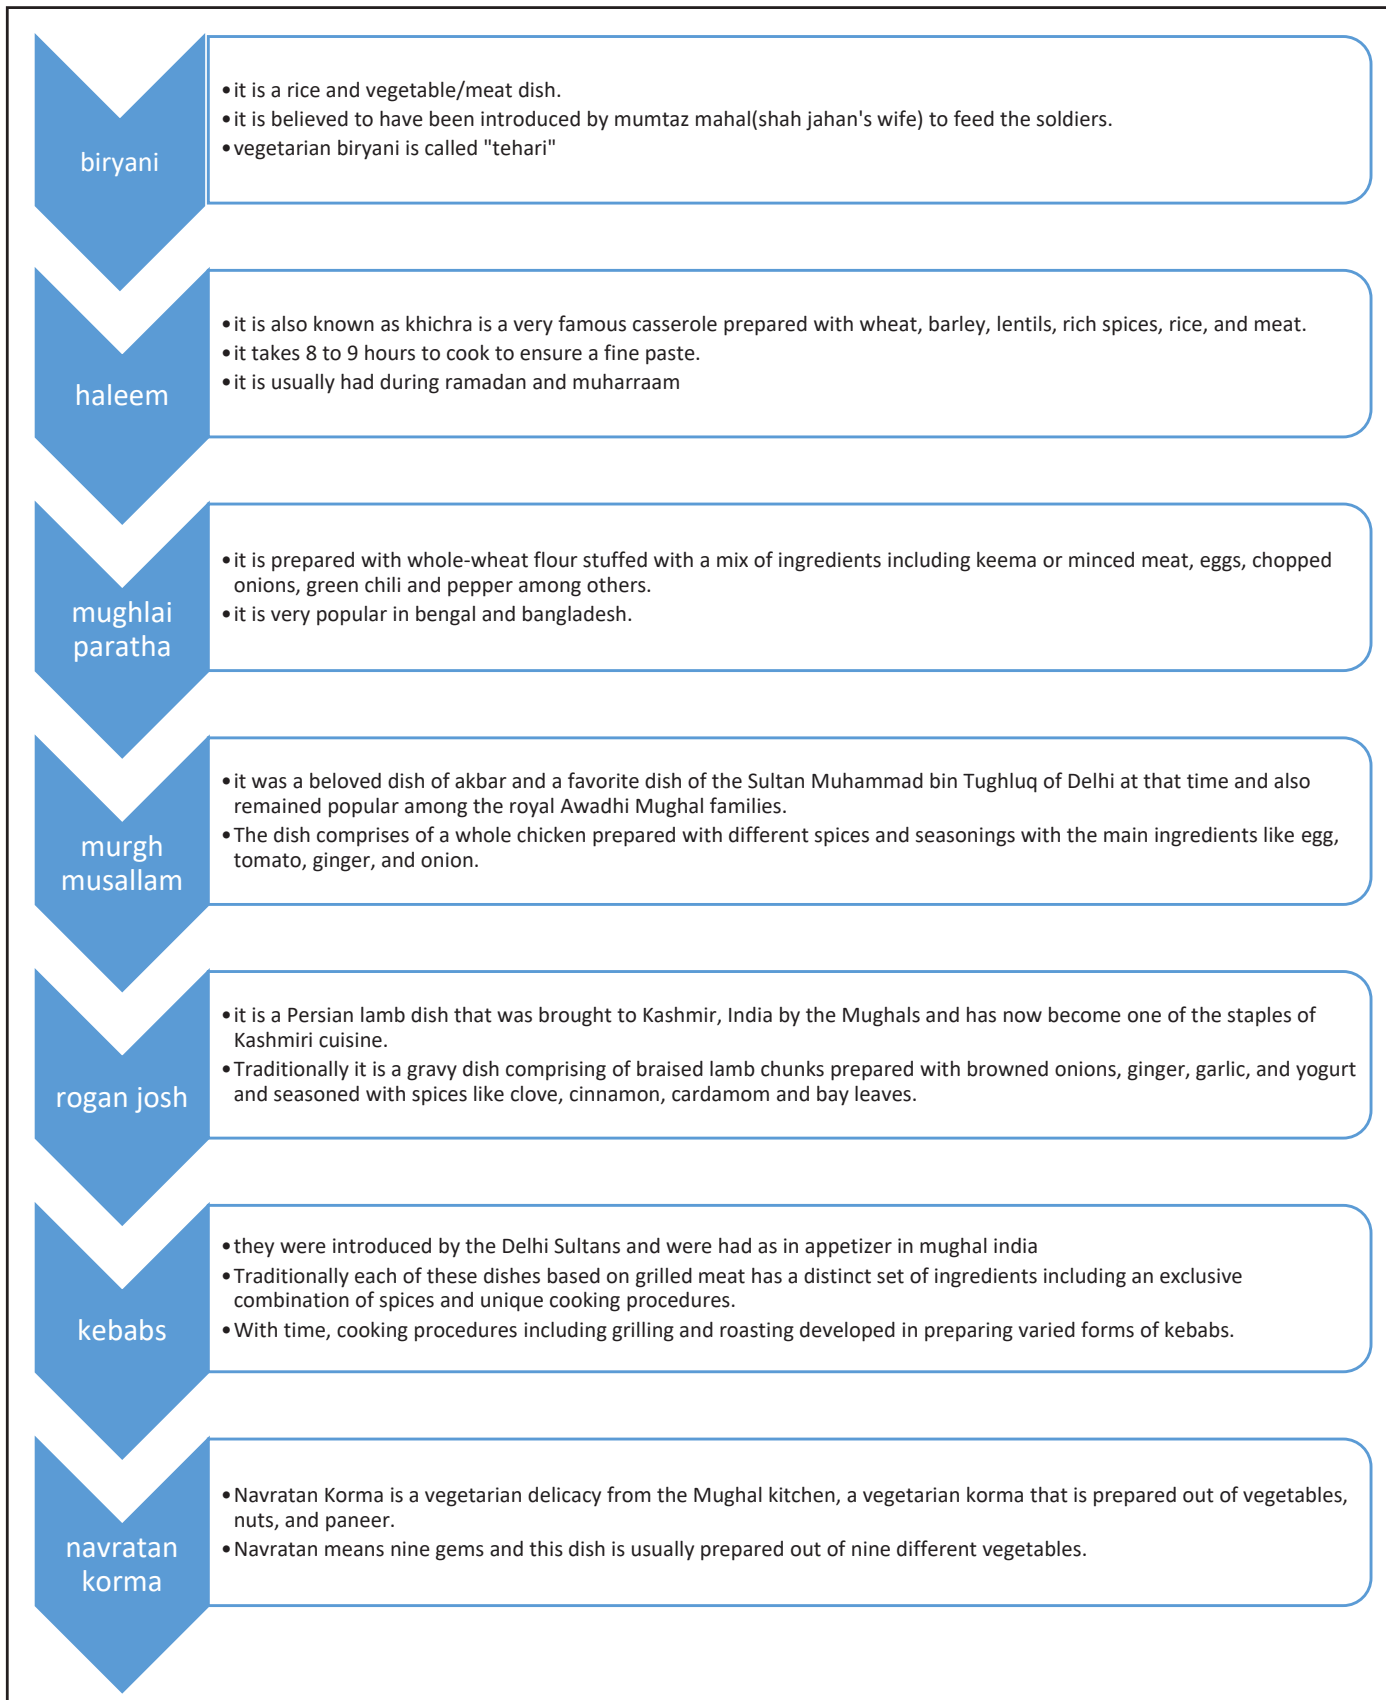 biryani
•it is a rice and vegetable/meat dish.
•it is believed to have been introduced by mumtaz mahal(shah jahan's wife) to feed the soldiers.
•vegetarian biryani is called "tehari"
haleem
•it is also known as khichra is a very famous casserole prepared with wheat, barley, lentils, rich spices, rice, and meat.
•it takes 8 to 9 hours to cook to ensure a fine paste.
•it is usually had during ramadan and muharraam
mughlai
paratha
•it is prepared with whole-wheat flour stuffed with a mix of ingredients including keema or minced meat, eggs, chopped
onions, green chili and pepper among others.
•it is very popular in bengal and bangladesh.
murgh
musallam
•it was a beloved dish of akbar and a favorite dish of the Sultan Muhammad bin Tughluq of Delhi at that time and also
remained popular among the royal Awadhi Mughal families.
•The dish comprises of a whole chicken prepared with different spices and seasonings with the main ingredients like egg,
tomato, ginger, and onion.
rogan josh
•it is a Persian lamb dish that was brought to Kashmir, India by the Mughals and has now become one of the staples of
Kashmiri cuisine.
•Traditionally it is a gravy dish comprising of braised lamb chunks prepared with browned onions, ginger, garlic, and yogurt
and seasoned with spices like clove, cinnamon, cardamom and bay leaves.
kebabs
•they were introduced by the Delhi Sultans and were had as in appetizer in mughal india
•Traditionally each of these dishes based on grilled meat has a distinct set of ingredients including an exclusive
combination of spices and unique cooking procedures.
•With time, cooking procedures including grilling and roasting developed in preparing varied forms of kebabs.
navratan
korma
•Navratan Korma is a vegetarian delicacy from the Mughal kitchen, a vegetarian korma that is prepared out of vegetables,
nuts, and paneer.
•Navratan means nine gems and this dish is usually prepared out of nine different vegetables.